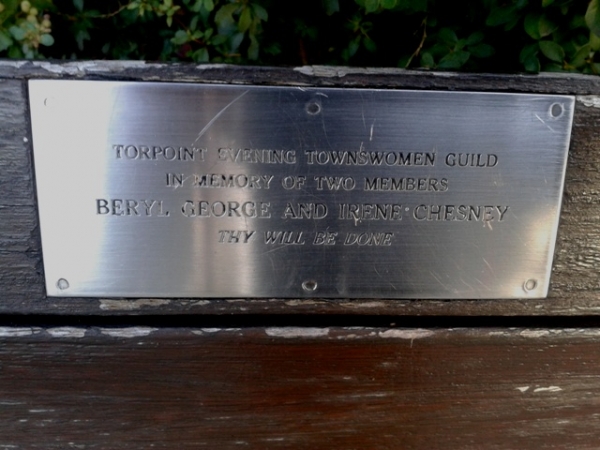 TORPOINT EVENING TOWNSWOMEN GUILD
IN MEMORY OF TWO MEMBERS
BERYL GEORGE AND IRENE CHESNEY
THY WILL BE DONE